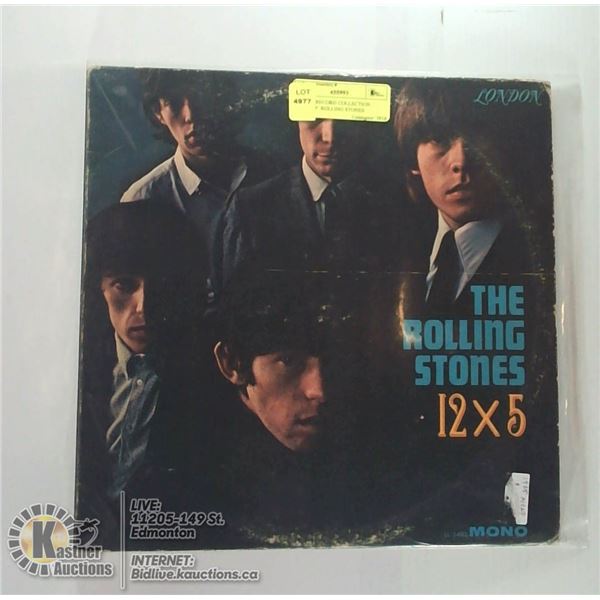 LOT
4977
RECORD COLLECTION
ROLLING STONES
LONDON
THE
ROLLING
STONES
12 X 5
MONO
Kastner
Auctions
LIVE:
11205-149 St.
Edmonton
INTERNET:
Bidlive.kauctions.ca